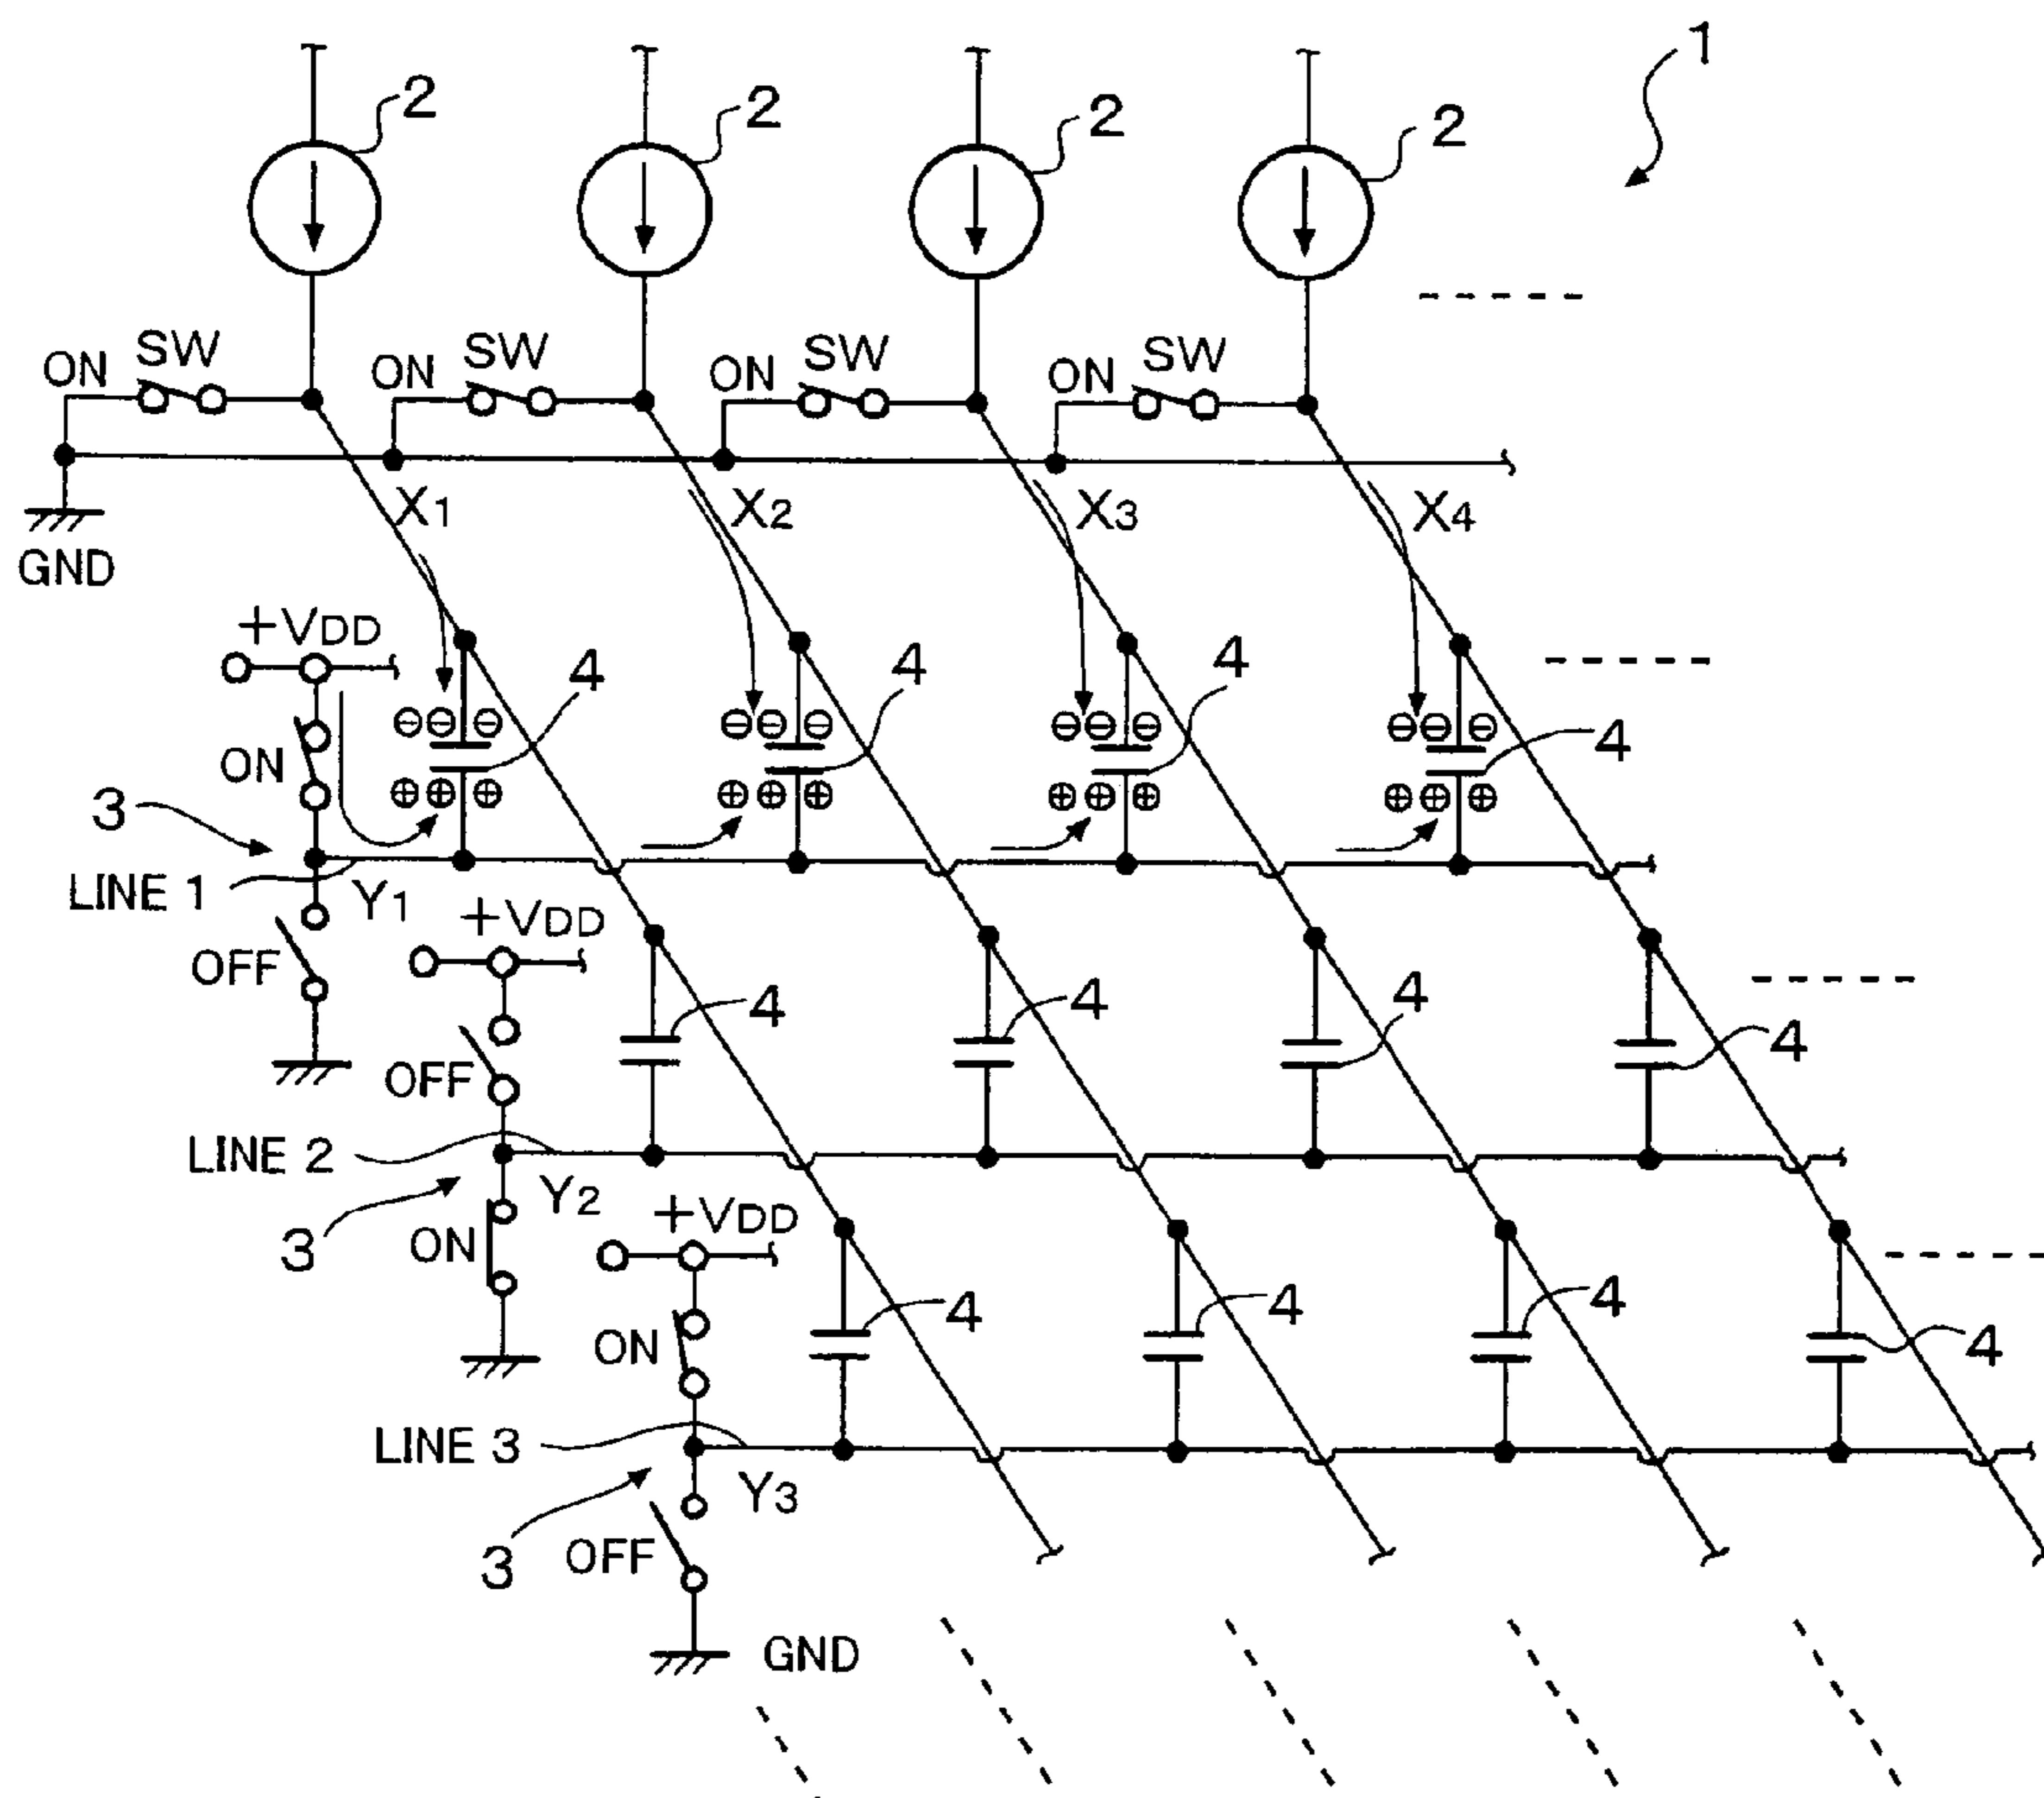 1
2
2
2
2
ON SW
ON SW
ON SW
ON SW
X1
X2
X3
X4
GND
+VDD
4
4
4
4
⊖⊖⊖
⊖⊖⊖
⊖⊖⊖
⊖⊖⊖
ON
⊕⊕⊕
⊕⊕⊕
⊕⊕⊕
⊕⊕⊕
3
LINE 1
Y1
+VDD
OFF
4
4
4
4
OFF
LINE 2
Y2
3
ON
+VDD
4
4
4
4
ON
LINE 3
Y3
3
OFF
GND